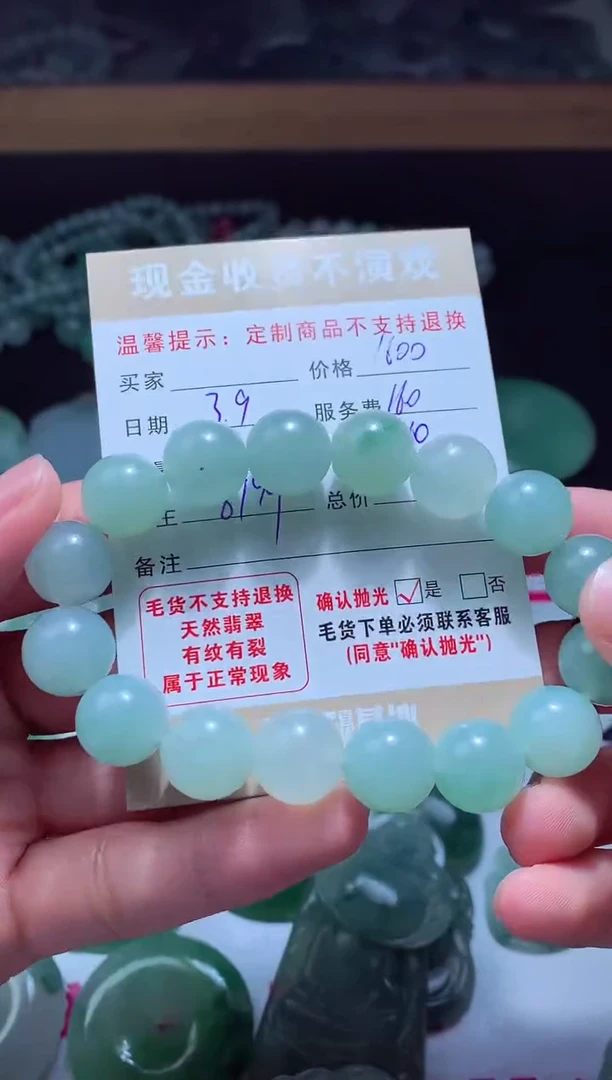 现金收 不演戏
温馨提示：定制商品不支持退换
买家 价格 1600
日期 3.9 服务费 160
总价
备注
毛货不支持退换
天然翡翠
有纹有裂
属于正常现象
确认抛光 ☑是 □否
毛货下单必须联系客服
(同意"确认抛光")